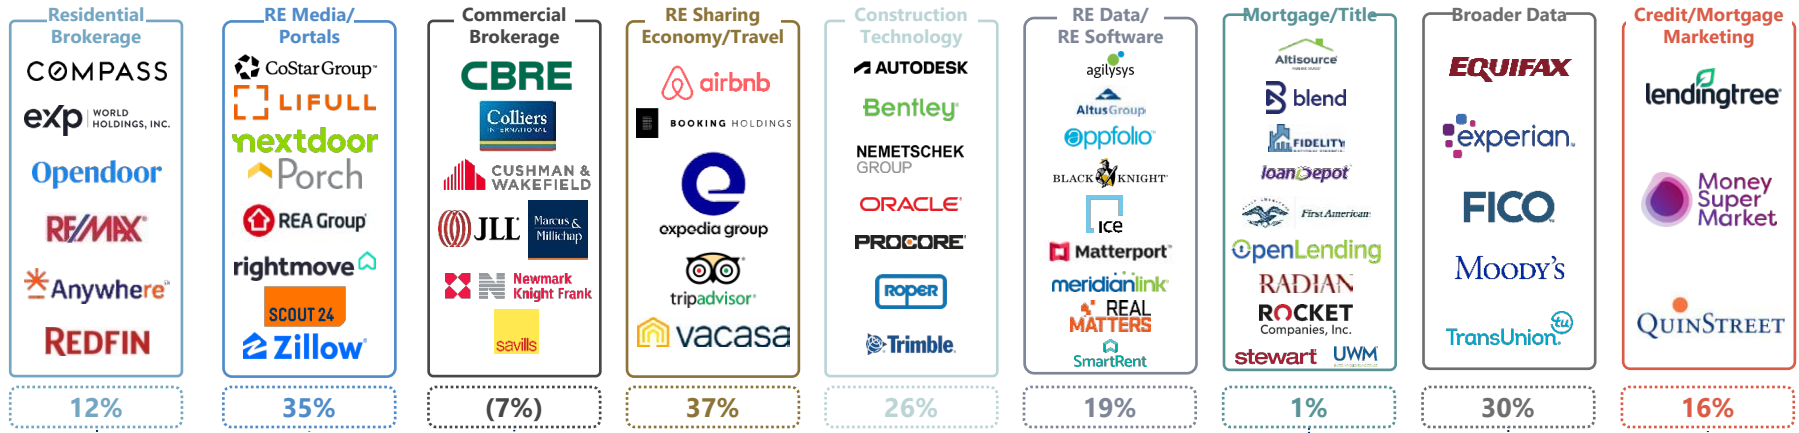 Residential
Brokerage
COMPASS
exp WORLD
HOLDINGS, INC.
Opendoor
RE/MAX
Anywhere
REDFIN
12%
RE Media/
Portals
CoStar Group™
LIFULL
nextdoor
Porch
REA Group
rightmove
SCOUT 24
Zillow
35%
Commercial
Brokerage
CBRE
Colliers
INTERNATIONAL
CUSHMAN &
WAKEFIELD
JLL
Marcus &
Millichap
Newmark
Knight Frank
savills
(7%)
RE Sharing
Economy/Travel
airbnb
BOOKING HOLDINGS
expedia group
tripadvisor
vacasa
37%
Construction
Technology
AUTODESK
Bentley
NEMETSCHEK
GROUP
ORACLE
PROCORE
ROPER
Trimble
26%
RE Data/
RE Software
agilysys
AltusGroup
appfolio
BLACK KNIGHT
ice
Matterport™
meridianlink
REAL
MATTERS
SmartRent
19%
Mortgage/Title
Altisource
blend
FIDELITY
loanDepot
First American
OpenLending
RADIAN
ROCKET
Companies, Inc.
stewart
UWM
1%
Broader Data
EQUIFAX
experian
FICO
MOODY'S
TransUnion tu
30%
Credit/Mortgage
Marketing
lendingtree
Money
Super
Market
QUINSTREET
16%